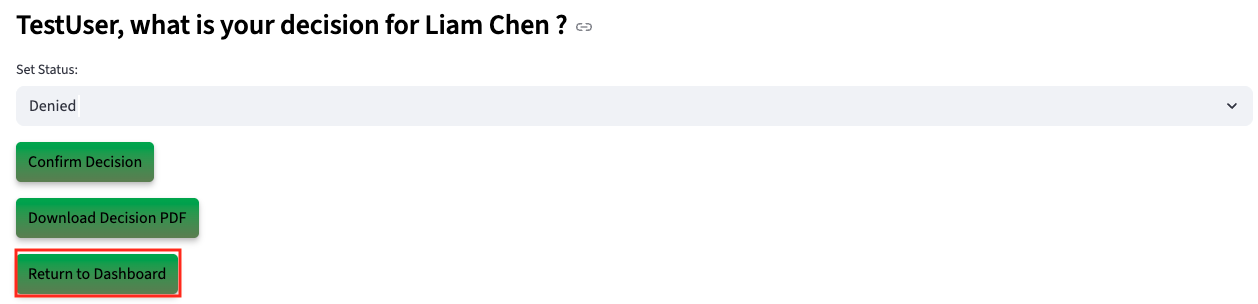 TestUser, what is your decision for Liam Chen ?
Set Status:
Denied
Confirm Decision
Download Decision PDF
Return to Dashboard